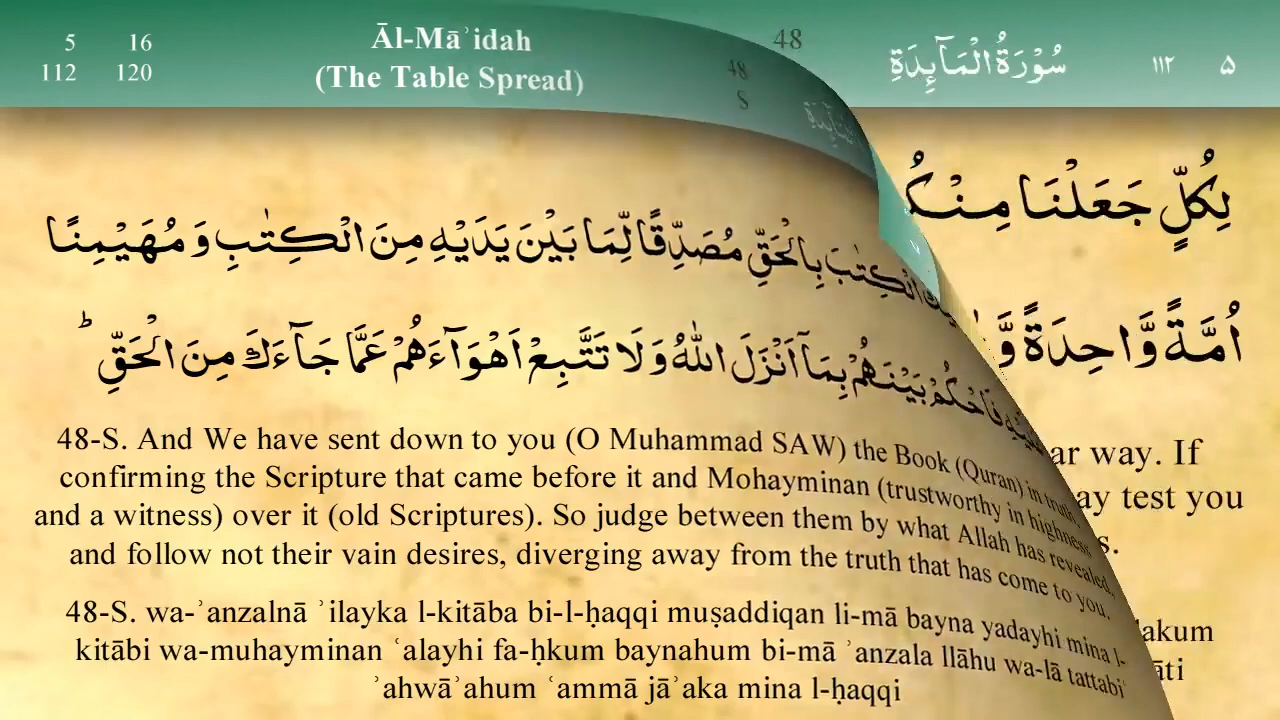 5 16
112 120
Āl-Māʾidah
(The Table Spread)
48
48
S
سُوْرَةُ الْمَآئِدَةِ
١١٢ ٥
لِكُلٍّ جَعَلْنَا مِنْكُ
الْكِتٰبَ بِالْحَقِّ مُصَدِّقًا لِّمَا بَيْنَ يَدَيْهِ مِنَ الْكِتٰبِ وَ مُهَيْمِنًا
اُمَّةً وَّاحِدَةً وَّ
فَاحْكُمْ بَيْنَهُمْ بِمَاۤ اَنْزَلَ اللّٰهُ وَلَا تَتَّبِعْ اَهْوَآءَهُمْ عَمَّا جَآءَكَ مِنَ الْحَقِّ ؕ
48-S. And We have sent down to you (O Muhammad SAW) the Book (Quran) in truth,
confirming the Scripture that came before it and Mohayminan (trustworthy in highness
and a witness) over it (old Scriptures). So judge between them by what Allah has revealed,
and follow not their vain desires, diverging away from the truth that has come to you.
ar way. If
ay test you
s.
48-S. wa-ʾanzalnā ʾilayka l-kitāba bi-l-ḥaqqi muṣaddiqan li-mā bayna yadayhi mina l-
kitābi wa-muhayminan ʿalayhi fa-ḥkum baynahum bi-mā ʾanzala llāhu wa-lā tattabiʿ
ʾahwāʾahum ʿammā jāʾaka mina l-ḥaqqi
akum
āti